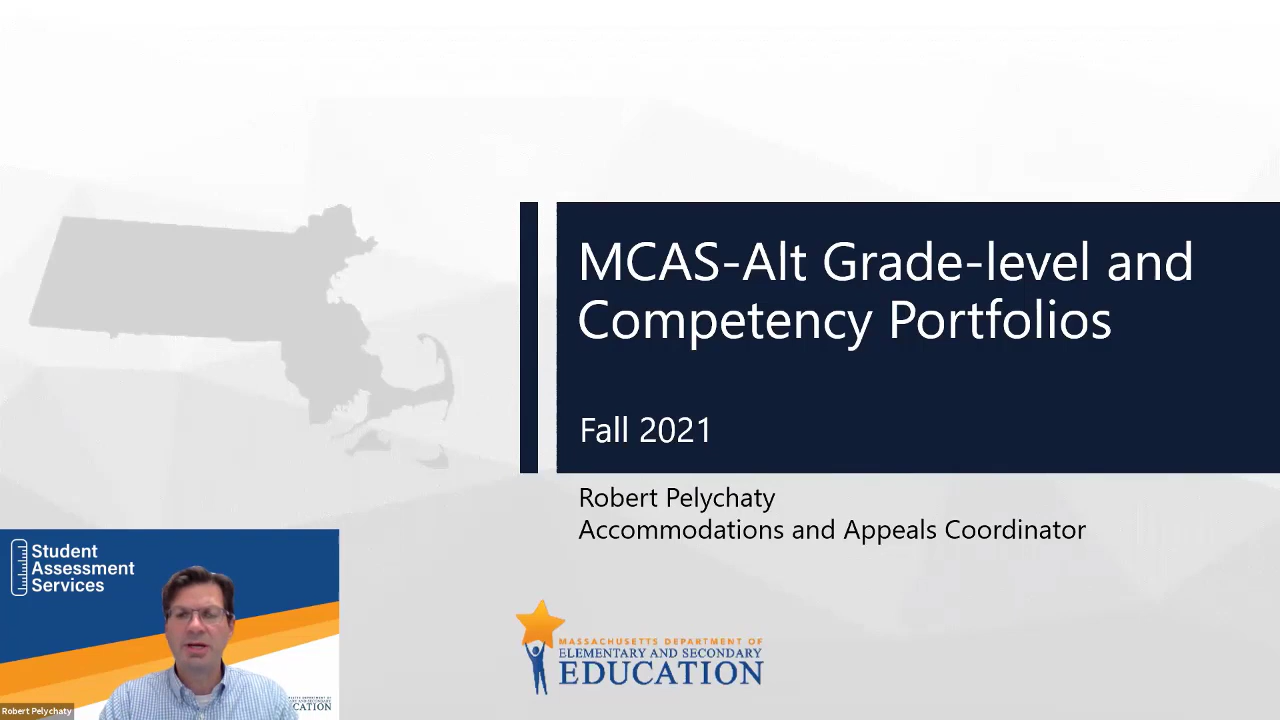 MCAS-Alt Grade-level and
Competency Portfolios
Fall 2021
Robert Pelychaty
Accommodations and Appeals Coordinator
Student
Assessment
Services
MASSACHUSETTS DEPARTMENT OF
ELEMENTARY AND SECONDARY
EDUCATION
CATION
Robert Pelychaty